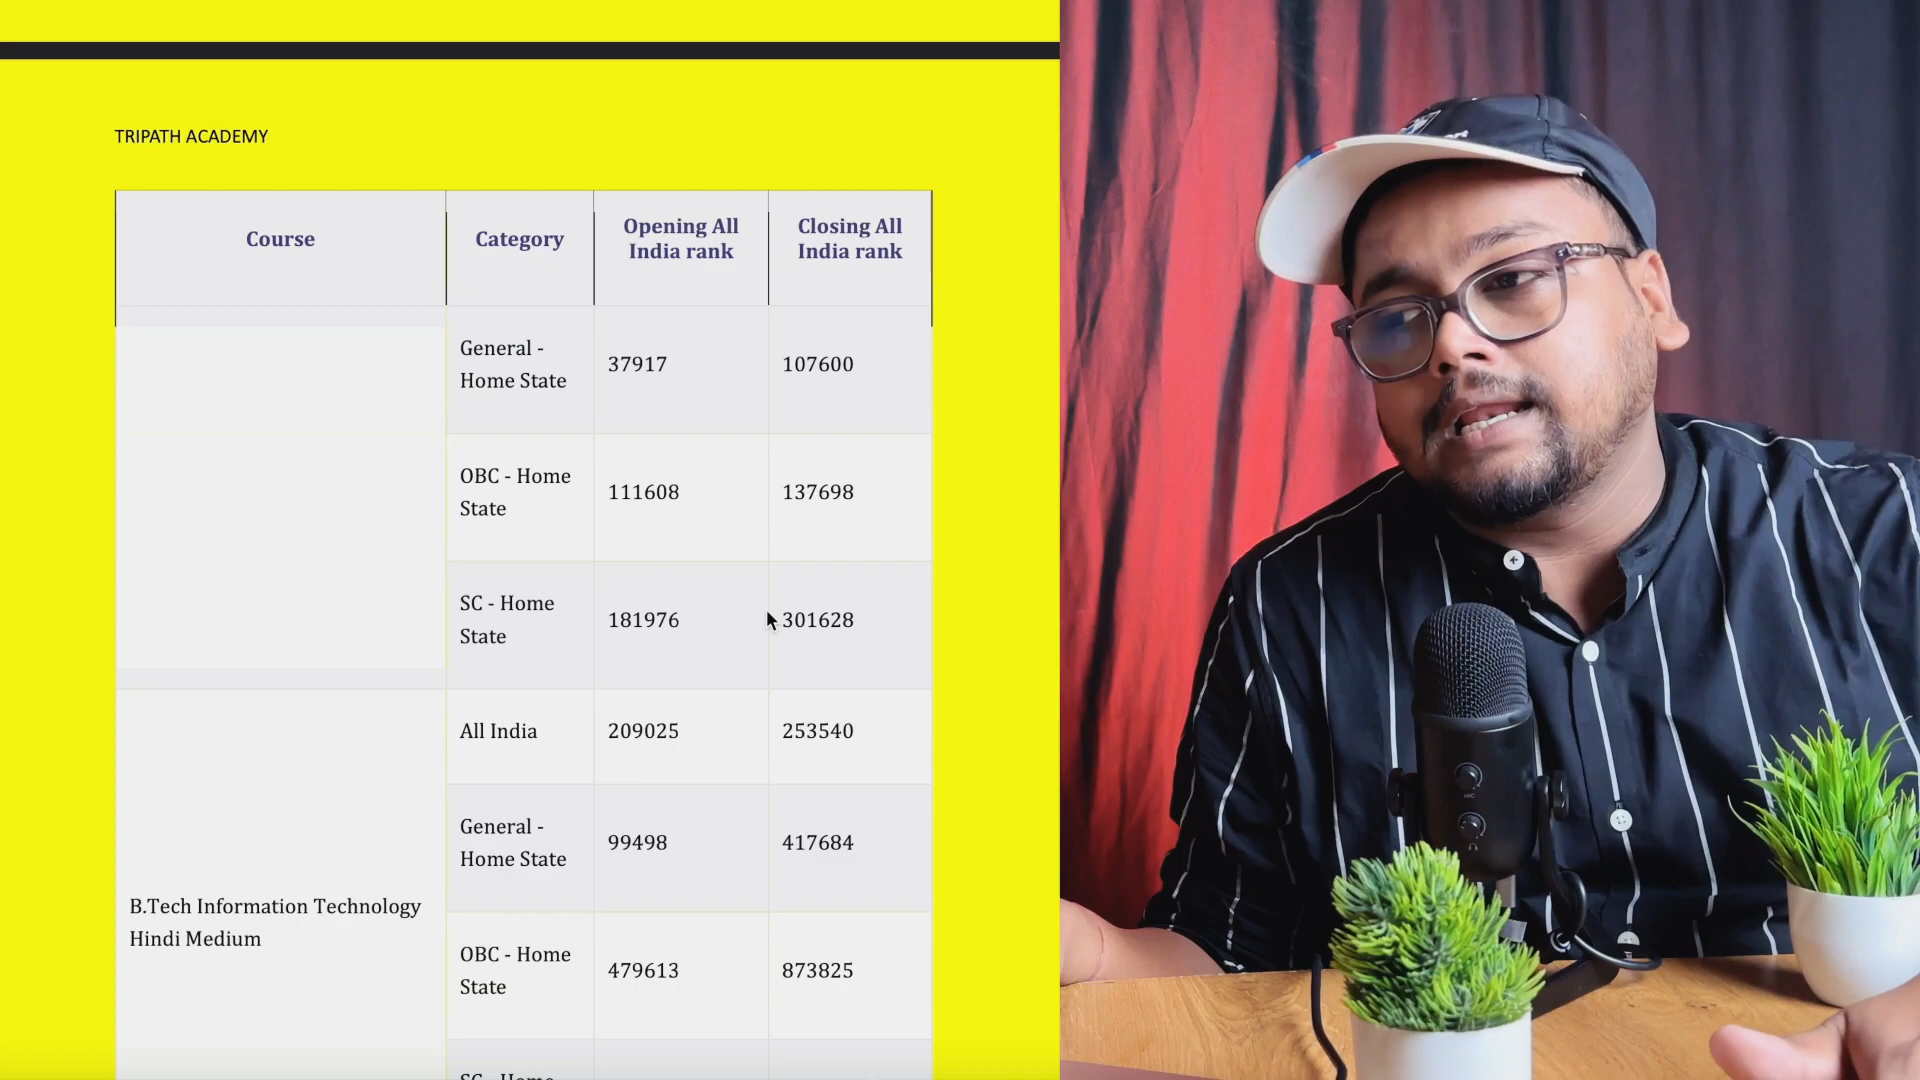 TRIPATH ACADEMY
Course
Category
Opening All
India rank
Closing All
India rank
General -
Home State
37917
107600
OBC - Home
State
111608
137698
SC - Home
State
181976
301628
B.Tech Information Technology
Hindi Medium
All India
209025
253540
General -
Home State
99498
417684
OBC - Home
State
479613
873825
SC - Home